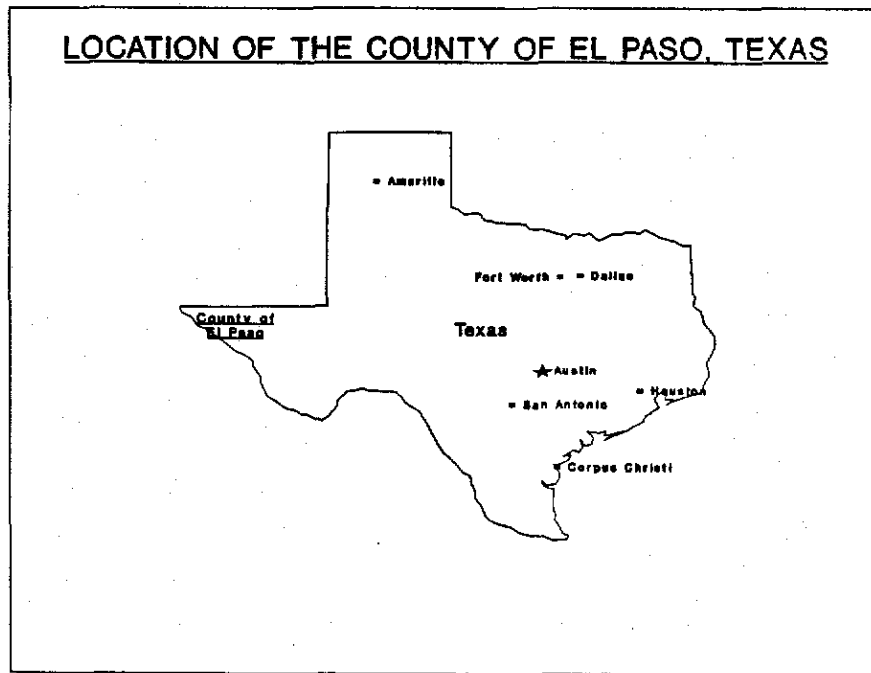 LOCATION OF THE COUNTY OF EL PASO, TEXAS
Amarillo
Fort Worth
Dallas
County of
El Paso
Texas
Austin
Houston
San Antonio
Corpus Christi